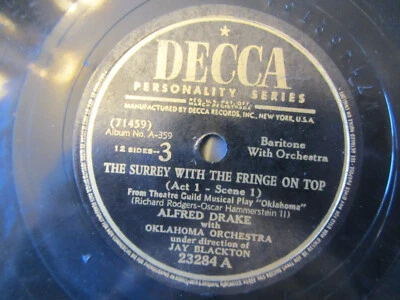 DECCA
PERSONALITY SERIES
REG. U.S. PAT. OFF.
MANUFACTURED BY DECCA RECORDS, INC., NEW YORK, U.S.A.
(71459)
Album No. A-359
12 SIDES-3
Baritone
With Orchestra
THE SURREY WITH THE FRINGE ON TOP
(Act 1 - Scene 1)
From Theatre Guild Musical Play "Oklahoma"
(Richard Rodgers-Oscar Hammerstein II)
ALFRED DRAKE
with
OKLAHOMA ORCHESTRA
under direction of
JAY BLACKTON
23284 A